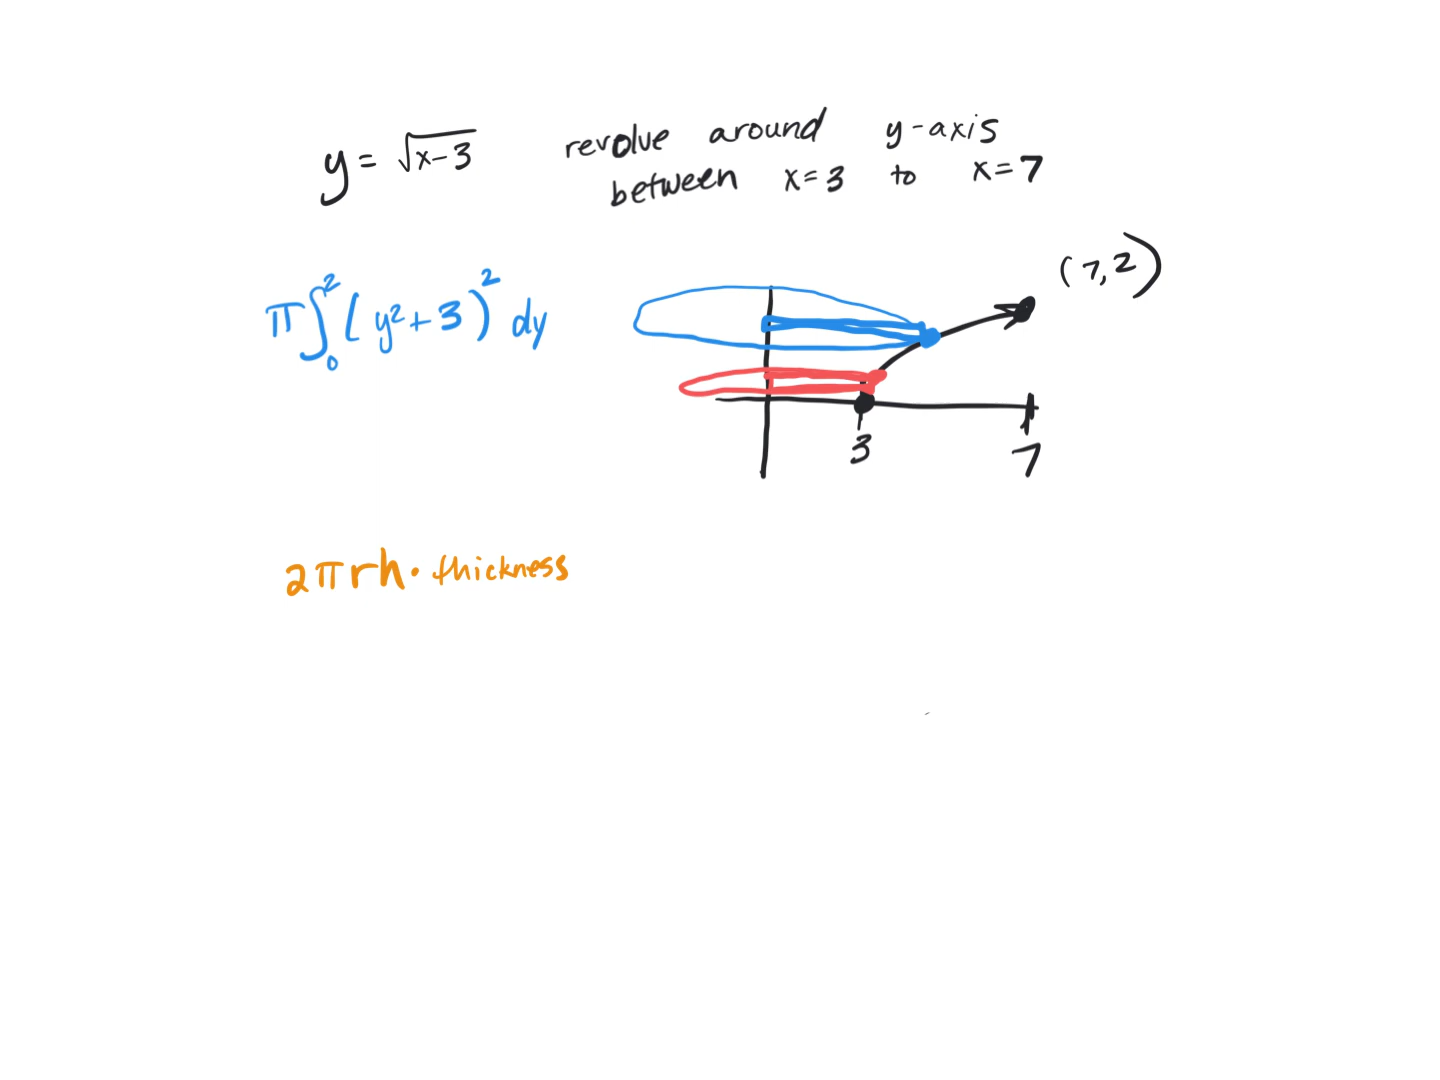 y = √x-3 revolve around y-axis
between x=3 to x=7
(7,2)
π∫₀² (y²+3)² dy
3
7
2πrh · thickness